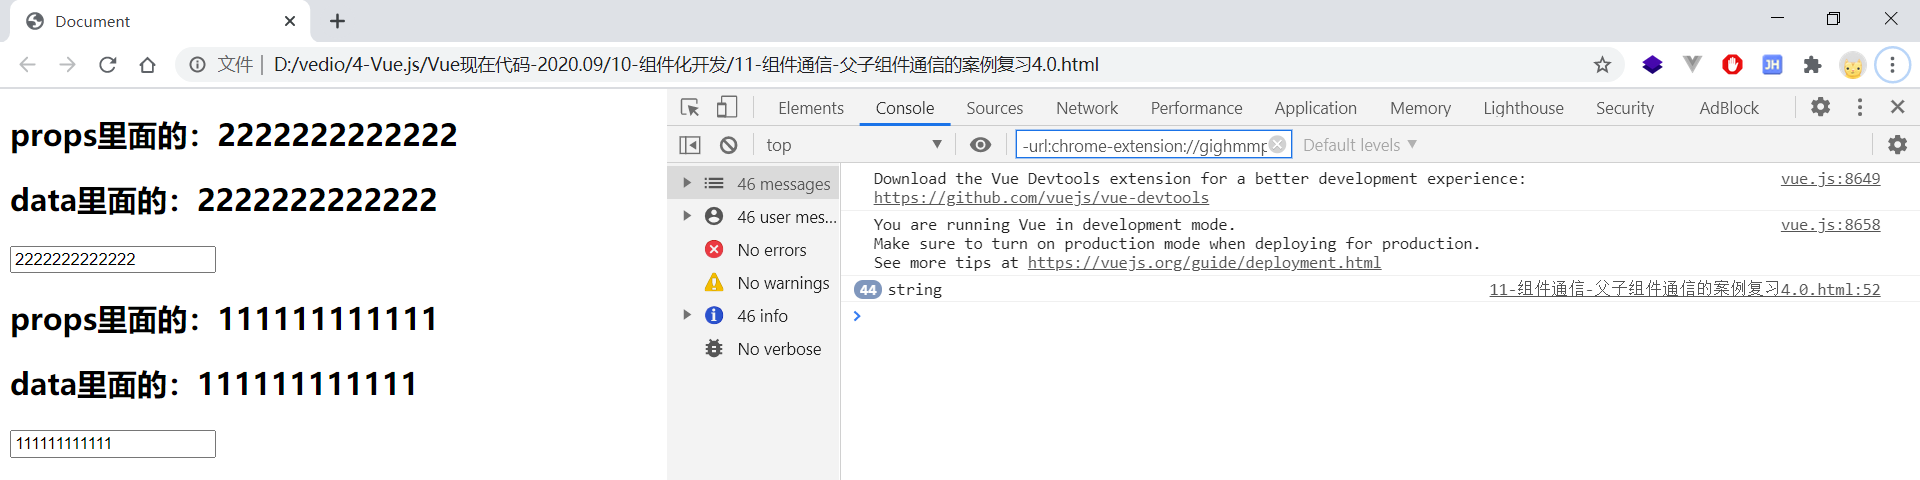 Document
文件 | D:/vedio/4-Vue.js/Vue现在代码-2020.09/10-组件化开发/11-组件通信-父子组件通信的案例复习4.0.html
JH
props里面的：2222222222222
data里面的：2222222222222
2222222222222
props里面的：111111111111
data里面的：111111111111
111111111111
Elements Console Sources Network Performance Application Memory Lighthouse Security AdBlock
top -url:chrome-extension://gighmmp Default levels
46 messages
46 user mes...
No errors
No warnings
46 info
No verbose
Download the Vue Devtools extension for a better development experience: vue.js:8649
https://github.com/vuejs/vue-devtools
You are running Vue in development mode. vue.js:8658
Make sure to turn on production mode when deploying for production.
See more tips at https://vuejs.org/guide/deployment.html
44 string 11-组件通信-父子组件通信的案例复习4.0.html:52